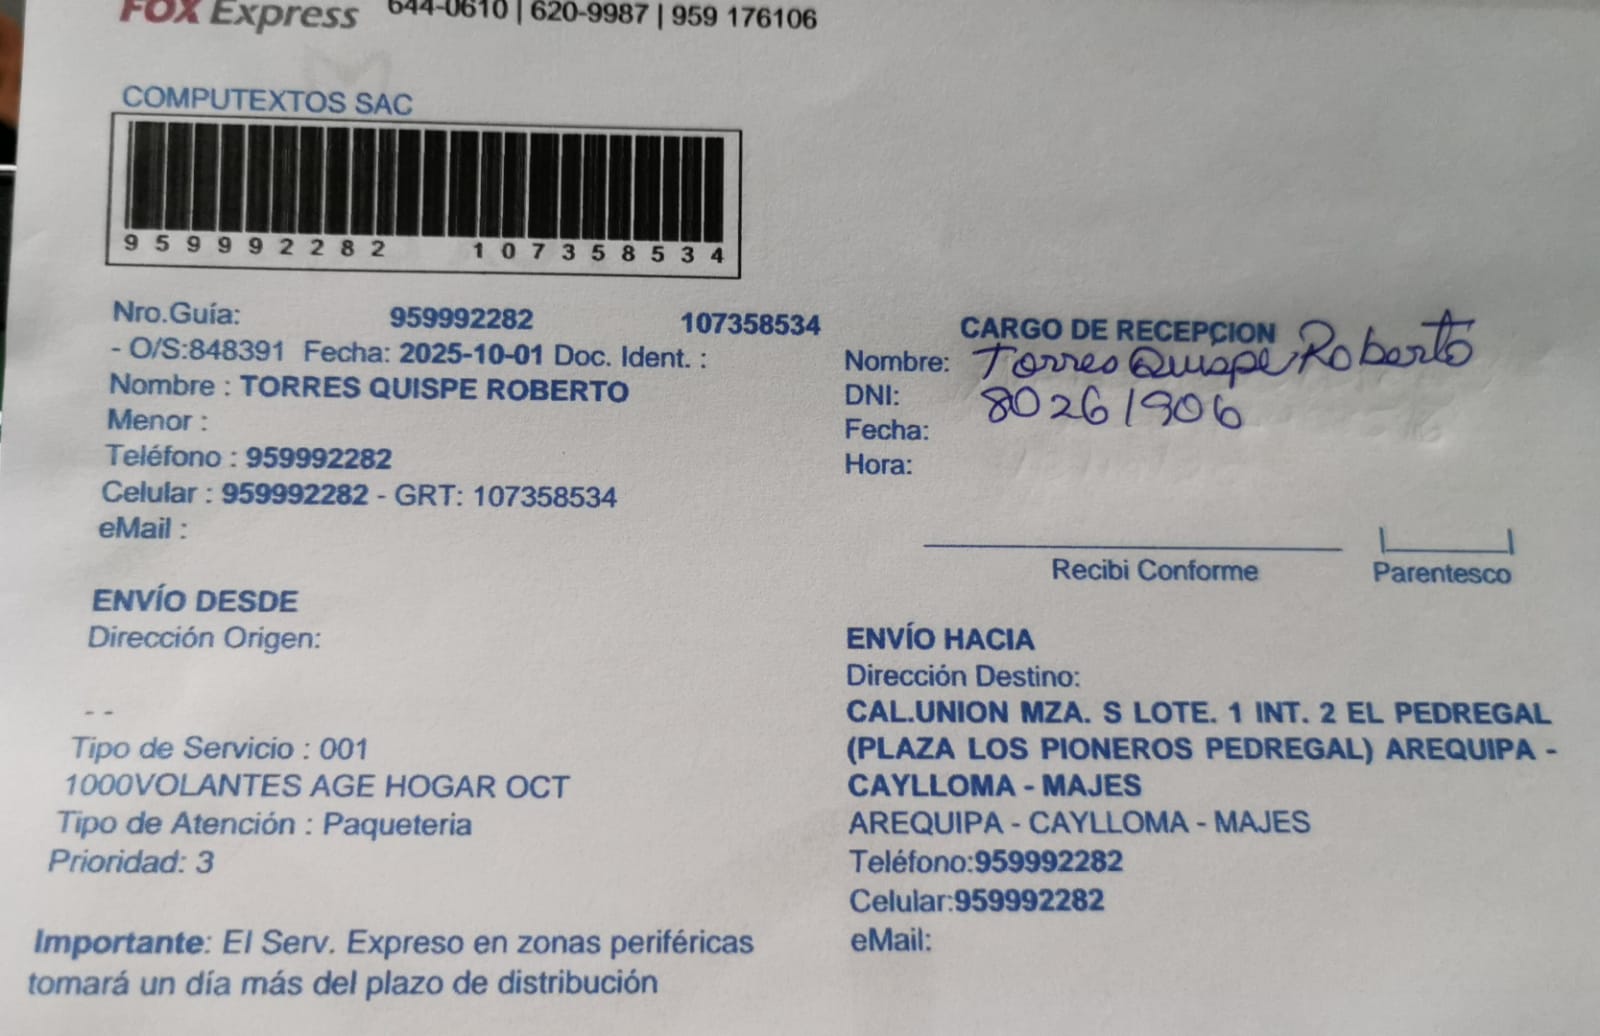 FOX Express 644-0610 | 620-9987 | 959 176106
COMPUTEXTOS SAC
959992282 107358534
Nro.Guía: 959992282 107358534
- O/S:848391 Fecha: 2025-10-01 Doc. Ident. :
Nombre : TORRES QUISPE ROBERTO
Menor :
Teléfono : 959992282
Celular : 959992282 - GRT: 107358534
eMail :
CARGO DE RECEPCION
Nombre: Torres Quispe Roberto
DNI: 80261906
Fecha:
Hora:
Recibi Conforme
Parentesco
ENVÍO DESDE
Dirección Origen:
- -
Tipo de Servicio : 001
1000VOLANTES AGE HOGAR OCT
Tipo de Atención : Paqueteria
Prioridad: 3
ENVÍO HACIA
Dirección Destino:
CAL.UNION MZA. S LOTE. 1 INT. 2 EL PEDREGAL
(PLAZA LOS PIONEROS PEDREGAL) AREQUIPA -
CAYLLOMA - MAJES
AREQUIPA - CAYLLOMA - MAJES
Teléfono:959992282
Celular:959992282
eMail:
Importante: El Serv. Expreso en zonas periféricas
tomará un día más del plazo de distribución